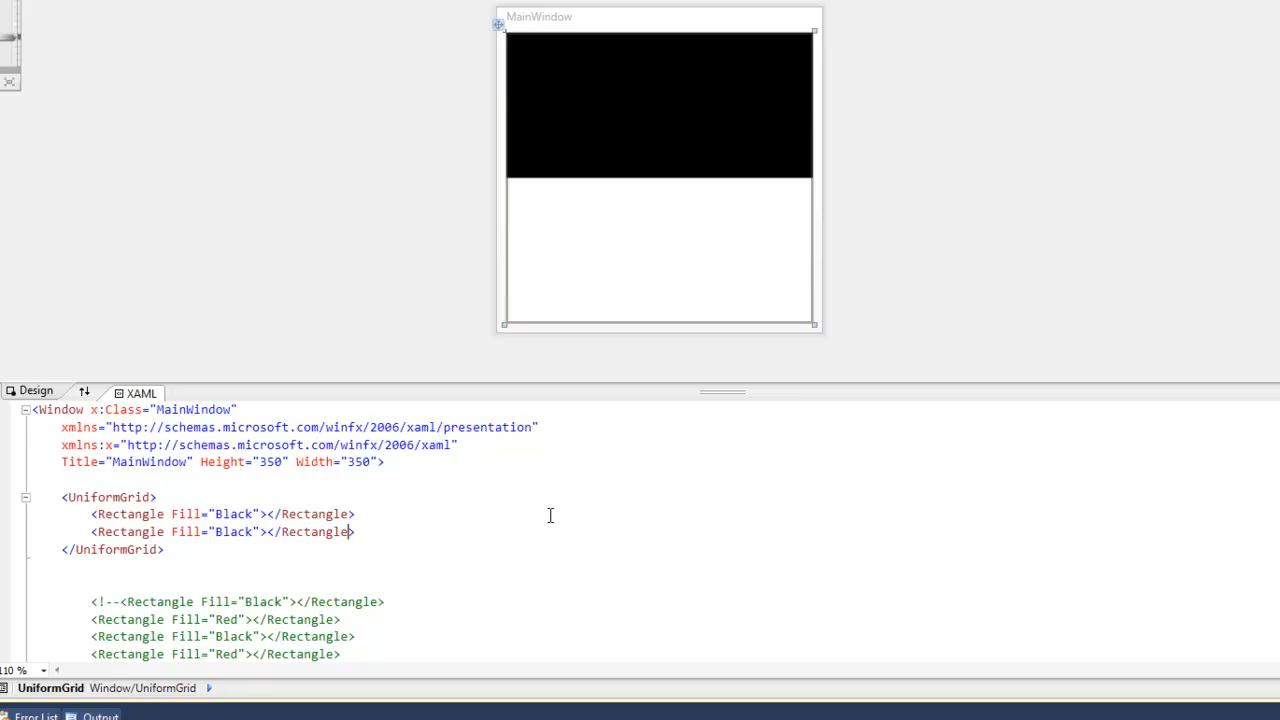 MainWindow
Design
XAML
<Window x:Class="MainWindow"
xmlns="http://schemas.microsoft.com/winfx/2006/xaml/presentation"
xmlns:x="http://schemas.microsoft.com/winfx/2006/xaml"
Title="MainWindow" Height="350" Width="350">
<UniformGrid>
<Rectangle Fill="Black"></Rectangle>
<Rectangle Fill="Black"></Rectangle>
</UniformGrid>
<!--<Rectangle Fill="Black"></Rectangle>
<Rectangle Fill="Red"></Rectangle>
<Rectangle Fill="Black"></Rectangle>
<Rectangle Fill="Red"></Rectangle>
110 %
UniformGrid Window/UniformGrid
Error List Output